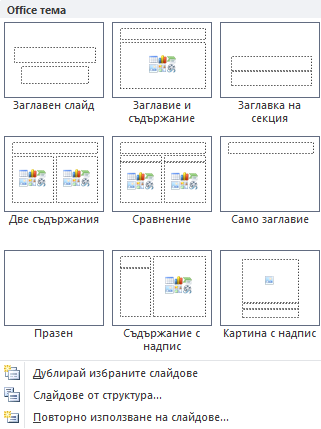 Office тема
Заглавен слайд
Заглавие и
съдържание
Заглавка на
секция
Две съдържания
Сравнение
Само заглавие
Празен
Съдържание с
надпис
Картина с надпис
Дублирай избраните слайдове
Слайдове от структура...
Повторно използване на слайдове...